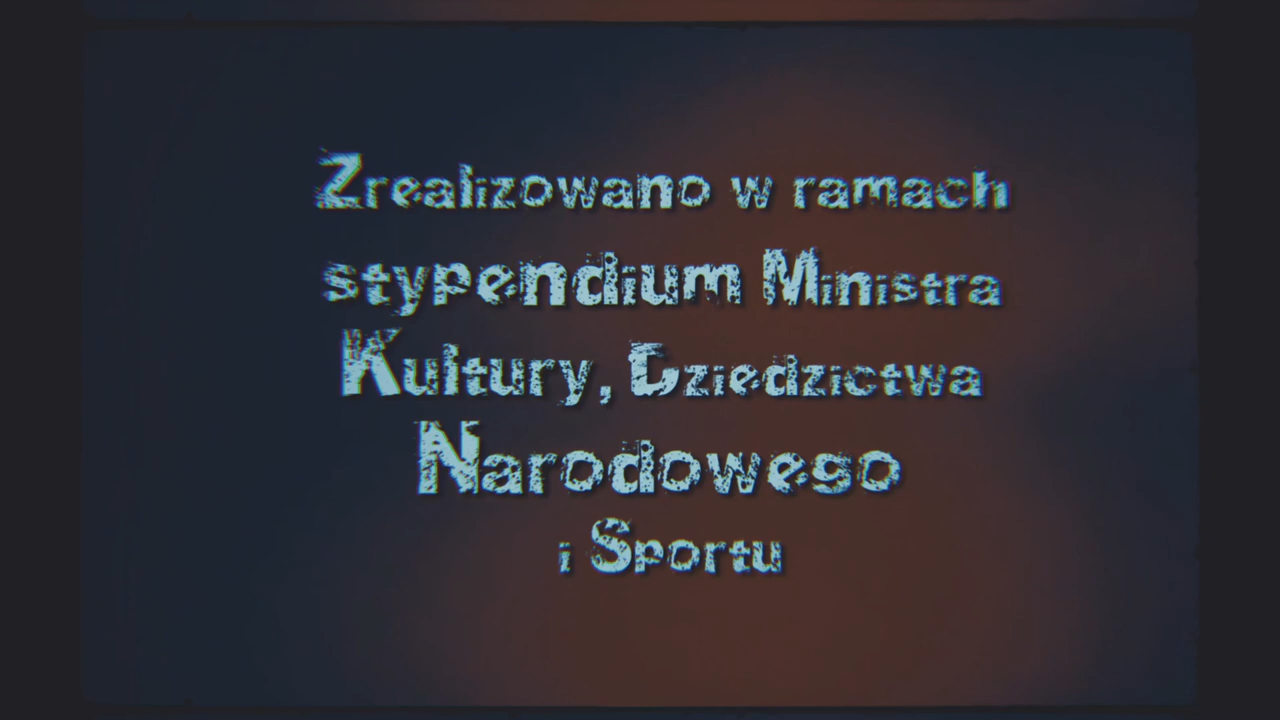 Zrealizowano w ramach
stypendium Ministra
Kultury, Dziedzictwa
Narodowego
i Sportu